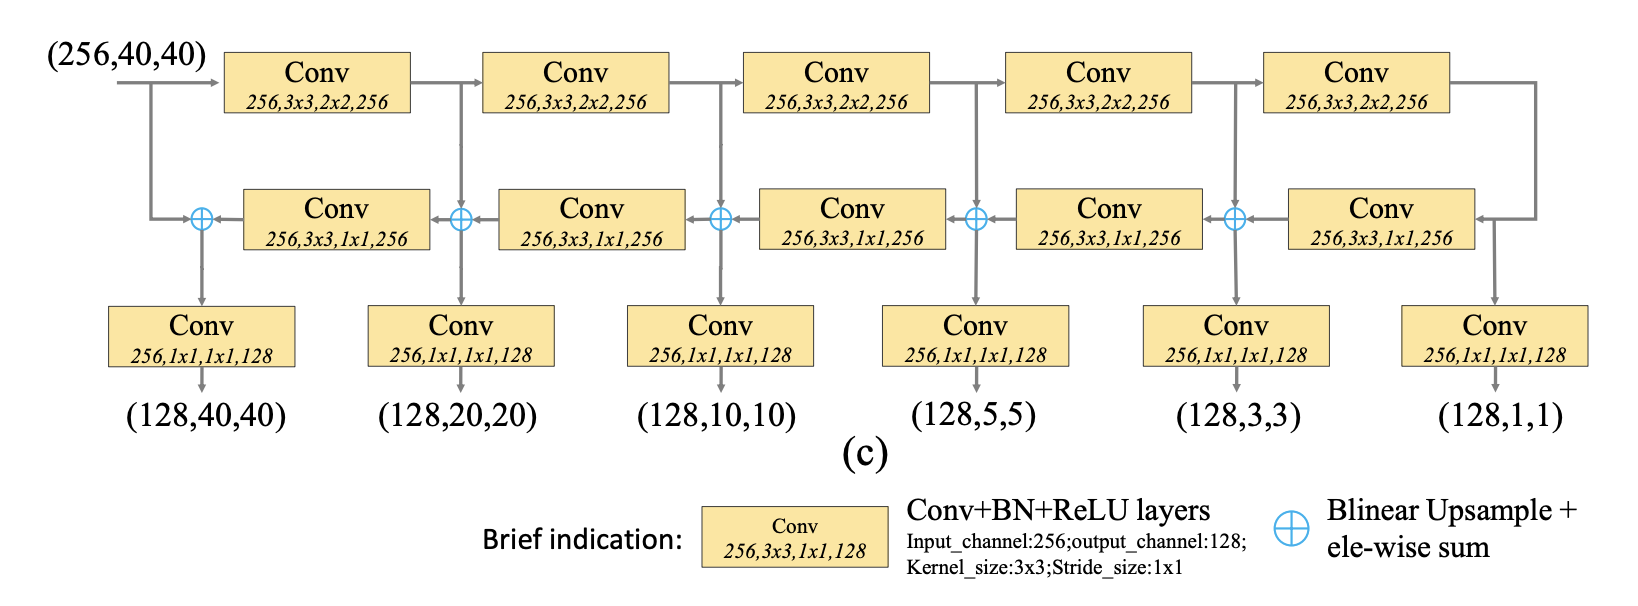 (256,40,40)
Conv
256,3x3,2x2,256
Conv
256,3x3,2x2,256
Conv
256,3x3,2x2,256
Conv
256,3x3,2x2,256
Conv
256,3x3,2x2,256
Conv
256,3x3,1x1,256
Conv
256,3x3,1x1,256
Conv
256,3x3,1x1,256
Conv
256,3x3,1x1,256
Conv
256,3x3,1x1,256
Conv
256,1x1,1x1,128
Conv
256,1x1,1x1,128
Conv
256,1x1,1x1,128
Conv
256,1x1,1x1,128
Conv
256,1x1,1x1,128
Conv
256,1x1,1x1,128
(128,40,40)
(128,20,20)
(128,10,10)
(128,5,5)
(128,3,3)
(128,1,1)
(c)
Brief indication:
Conv
256,3x3,1x1,128
Conv+BN+ReLU layers
Input_channel:256;output_channel:128;
Kernel_size:3x3;Stride_size:1x1
Blinear Upsample +
ele-wise sum